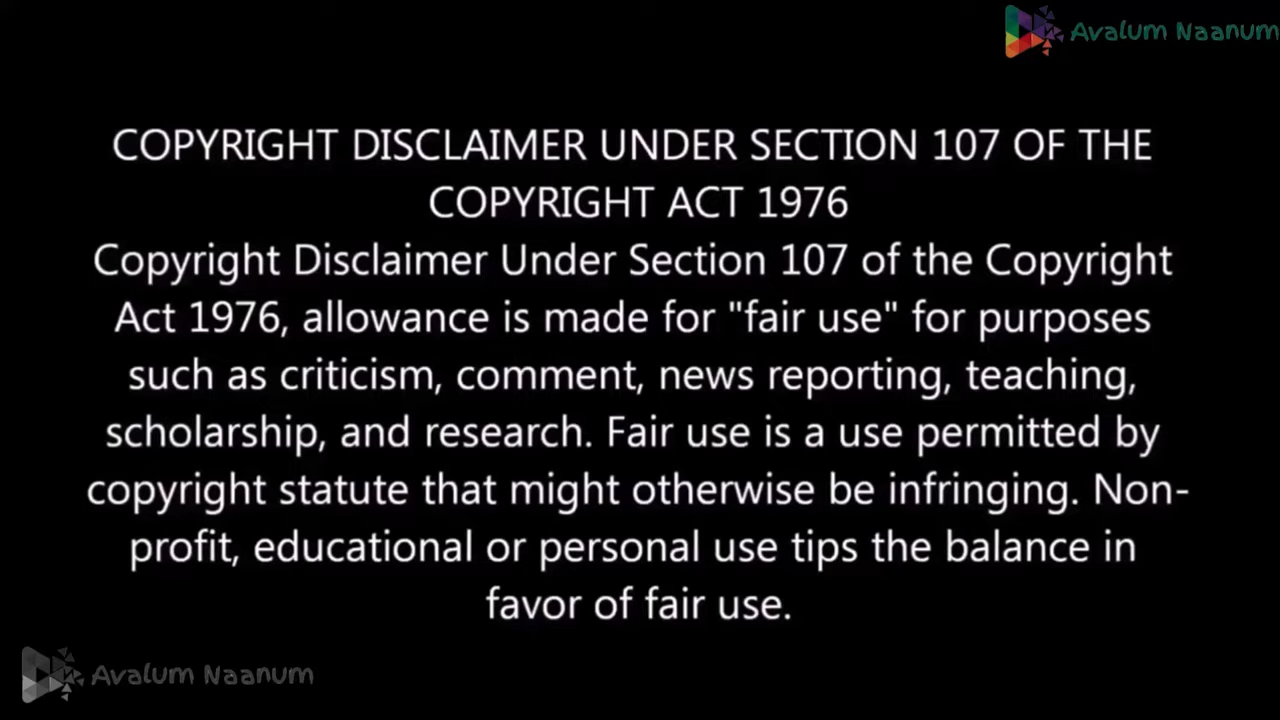 Avalum Naanum
COPYRIGHT DISCLAIMER UNDER SECTION 107 OF THE
COPYRIGHT ACT 1976
Copyright Disclaimer Under Section 107 of the Copyright
Act 1976, allowance is made for "fair use" for purposes
such as criticism, comment, news reporting, teaching,
scholarship, and research. Fair use is a use permitted by
copyright statute that might otherwise be infringing. Non-
profit, educational or personal use tips the balance in
favor of fair use.
Avalum Naanum